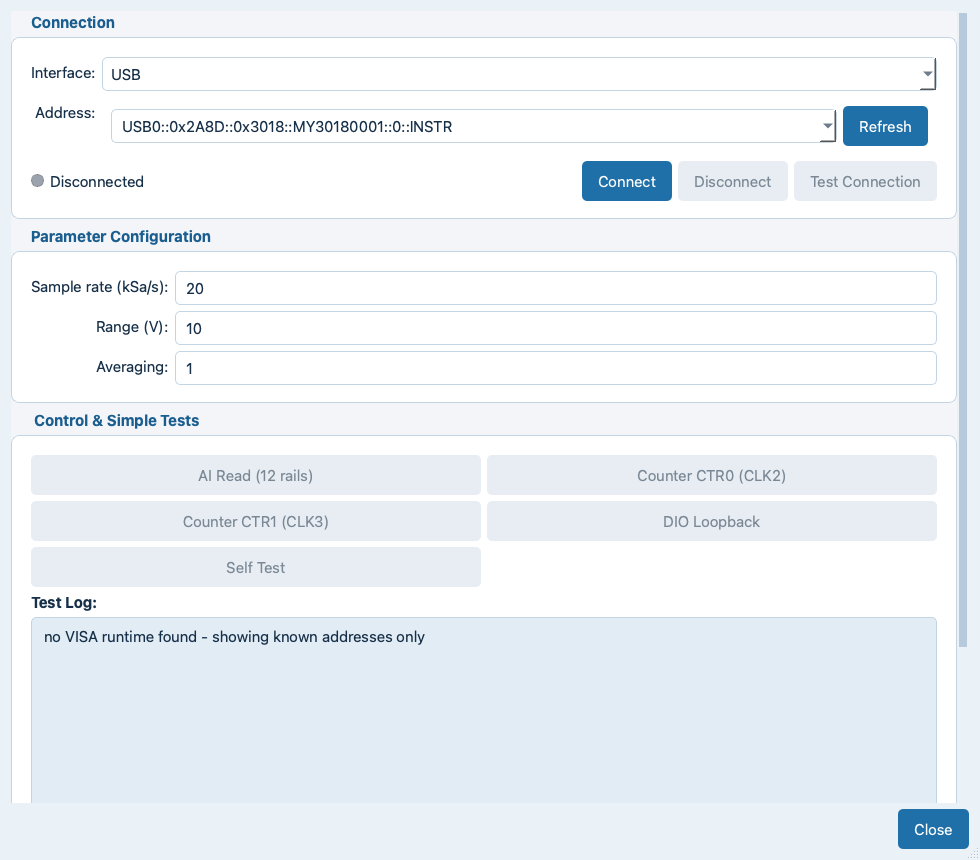 Connection
Interface: USB
Address: USB0::0x2A8D::0x3018::MY30180001::0::INSTR Refresh
Disconnected Connect Disconnect Test Connection
Parameter Configuration
Sample rate (kSa/s): 20
Range (V): 10
Averaging: 1
Control & Simple Tests
AI Read (12 rails) Counter CTR0 (CLK2)
Counter CTR1 (CLK3) DIO Loopback
Self Test
Test Log:
no VISA runtime found - showing known addresses only
Close